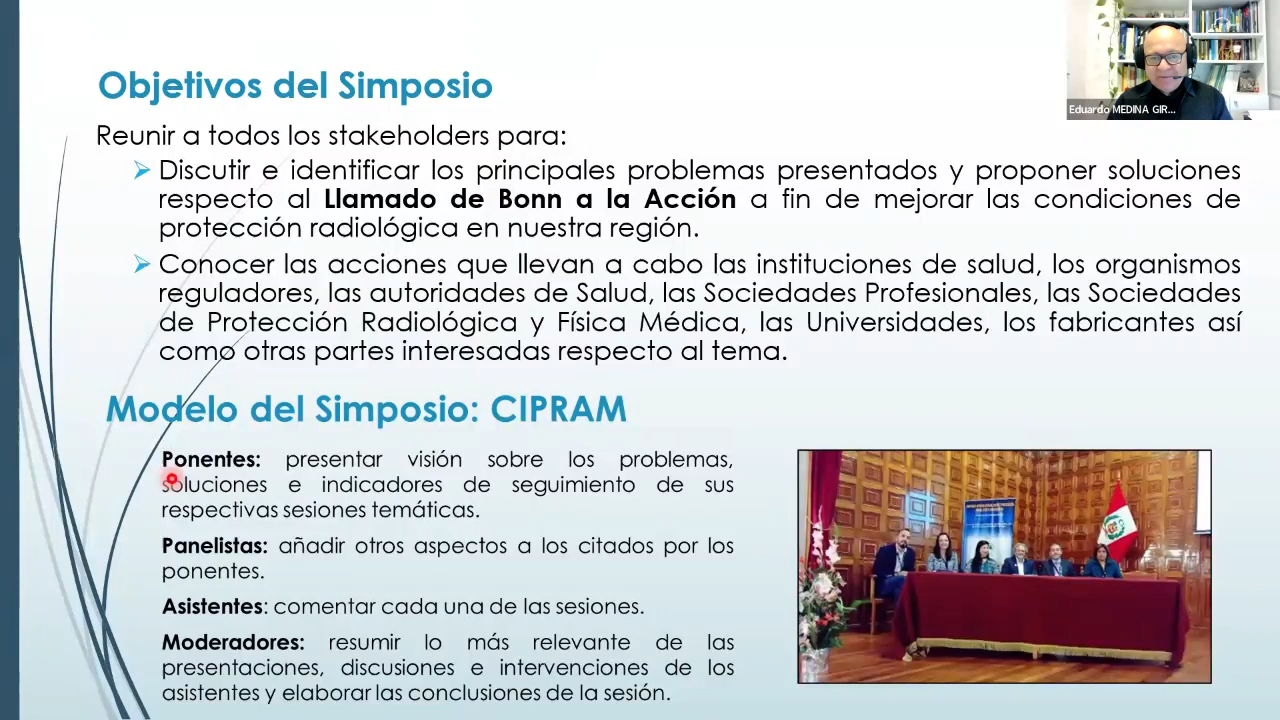 Objetivos del Simposio
Eduardo MEDINA GIR...
Reunir a todos los stakeholders para:
Discutir e identificar los principales problemas presentados y proponer soluciones
respecto al Llamado de Bonn a la Acción a fin de mejorar las condiciones de
protección radiológica en nuestra región.
Conocer las acciones que llevan a cabo las instituciones de salud, los organismos
reguladores, las autoridades de Salud, las Sociedades Profesionales, las Sociedades
de Protección Radiológica y Física Médica, las Universidades, los fabricantes así
como otras partes interesadas respecto al tema.
Modelo del Simposio: CIPRAM
Ponentes: presentar visión sobre los problemas,
soluciones e indicadores de seguimiento de sus
respectivas sesiones temáticas.
Panelistas: añadir otros aspectos a los citados por los
ponentes.
Asistentes: comentar cada una de las sesiones.
Moderadores: resumir lo más relevante de las
presentaciones, discusiones e intervenciones de los
asistentes y elaborar las conclusiones de la sesión.